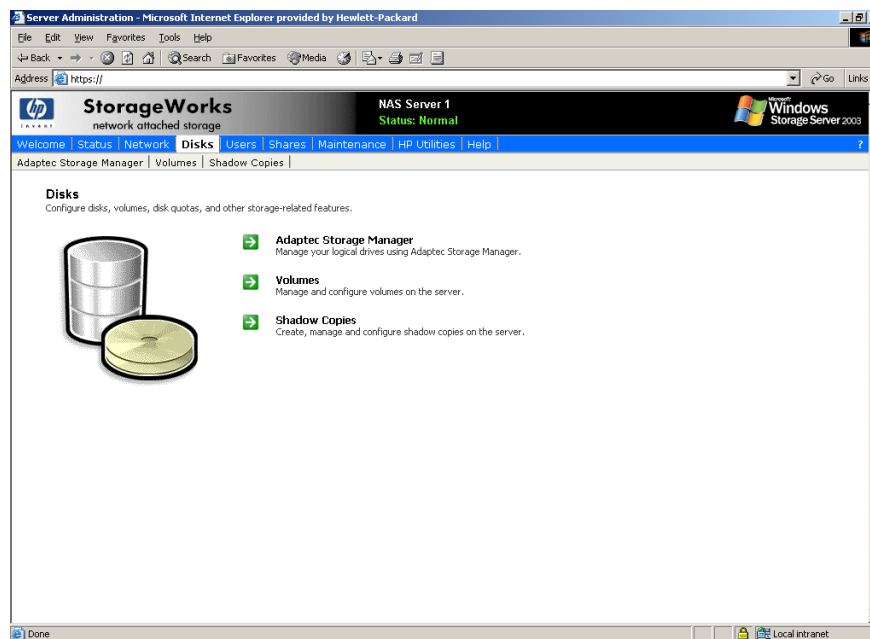 Server Administration - Microsoft Internet Explorer provided by Hewlett-Packard
File Edit View Favorites Tools Help
Back Search Favorites Media
Address https:// Go Links
hp invent
StorageWorks
network attached storage
NAS Server 1
Status: Normal
Microsoft
Windows
Storage Server 2003
Welcome Status Network Disks Users Shares Maintenance HP Utilities Help ?
Adaptec Storage Manager Volumes Shadow Copies
Disks
Configure disks, volumes, disk quotas, and other storage-related features.
Adaptec Storage Manager
Manage your logical drives using Adaptec Storage Manager.
Volumes
Manage and configure volumes on the server.
Shadow Copies
Create, manage and configure shadow copies on the server.
Done Local intranet